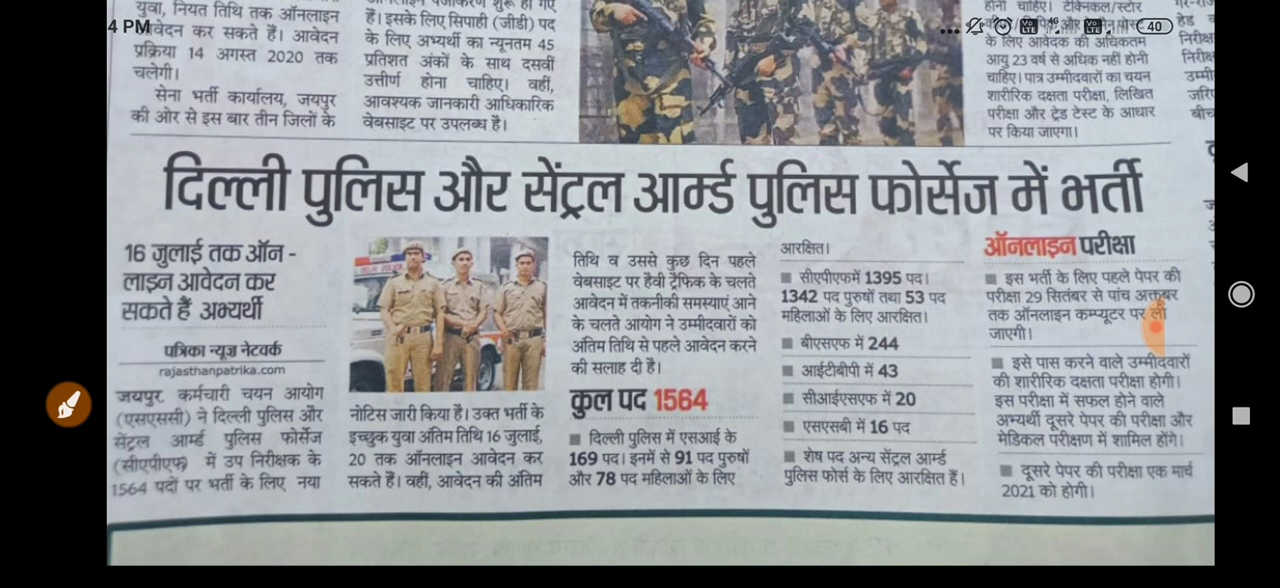 युवा, नियत तिथि तक ऑनलाइन
आवेदन कर सकते हैं। आवेदन
प्रक्रिया 14 अगस्त 2020 तक
चलेगी।
सेना भर्ती कार्यालय, जयपुर
की ओर से इस बार तीन जिलों के
हैं। इसके लिए सिपाही (जीडी) पद
के लिए अभ्यर्थी का न्यूनतम 45
प्रतिशत अंकों के साथ दसवीं
उत्तीर्ण होना चाहिए। वहीं,
आवश्यक जानकारी आधिकारिक
वेबसाइट पर उपलब्ध है।
होनी चाहिए। टेक्निकल/स्टोर
के लिए आवेदक की अधिकतम
आयु 23 वर्ष से अधिक नहीं होनी
चाहिए। पात्र उम्मीदवारों का चयन
शारीरिक दक्षता परीक्षा, लिखित
परीक्षा और ट्रेड टेस्ट के आधार
पर किया जाएगा।
4 PM
4G
40
दिल्ली पुलिस और सेंट्रल आर्म्ड पुलिस फोर्सेज में भर्ती
16 जुलाई तक ऑन -
लाइन आवेदन कर
सकते हैं अभ्यर्थी
पत्रिका न्यूज नेटवर्क
rajasthanpatrika.com
जयपुर. कर्मचारी चयन आयोग
(एसएससी) ने दिल्ली पुलिस और
सेंट्रल आर्म्ड पुलिस फोर्सेज
(सीएपीएफ) में उप निरीक्षक के
1564 पदों पर भर्ती के लिए नया
नोटिस जारी किया है। उक्त भर्ती के
इच्छुक युवा अंतिम तिथि 16 जुलाई,
20 तक ऑनलाइन आवेदन कर
सकते हैं। वहीं, आवेदन की अंतिम
तिथि व उससे कुछ दिन पहले
वेबसाइट पर हैवी ट्रैफिक के चलते
आवेदन में तकनीकी समस्याएं आने
के चलते आयोग ने उम्मीदवारों को
अंतिम तिथि से पहले आवेदन करने
की सलाह दी है।
कुल पद 1564
■ दिल्ली पुलिस में एसआई के
169 पद। इनमें से 91 पद पुरुषों
और 78 पद महिलाओं के लिए
आरक्षित।
■ सीएपीएफमें 1395 पद।
1342 पद पुरुषों तथा 53 पद
महिलाओं के लिए आरक्षित।
■ बीएसएफ में 244
■ आईटीबीपी में 43
■ सीआईएसएफ में 20
■ एसएसबी में 16 पद
■ शेष पद अन्य सेंट्रल आर्म्ड
पुलिस फोर्स के लिए आरक्षित हैं।
ऑनलाइन परीक्षा
■ इस भर्ती के लिए पहले पेपर की
परीक्षा 29 सितंबर से पांच अक्तूबर
तक ऑनलाइन कम्प्यूटर पर ली
जाएगी।
■ इसे पास करने वाले उम्मीदवारों
की शारीरिक दक्षता परीक्षा होगी।
इस परीक्षा में सफल होने वाले
अभ्यर्थी दूसरे पेपर की परीक्षा और
मेडिकल परीक्षण में शामिल होंगे।
■ दूसरे पेपर की परीक्षा एक मार्च
2021 को होगी।